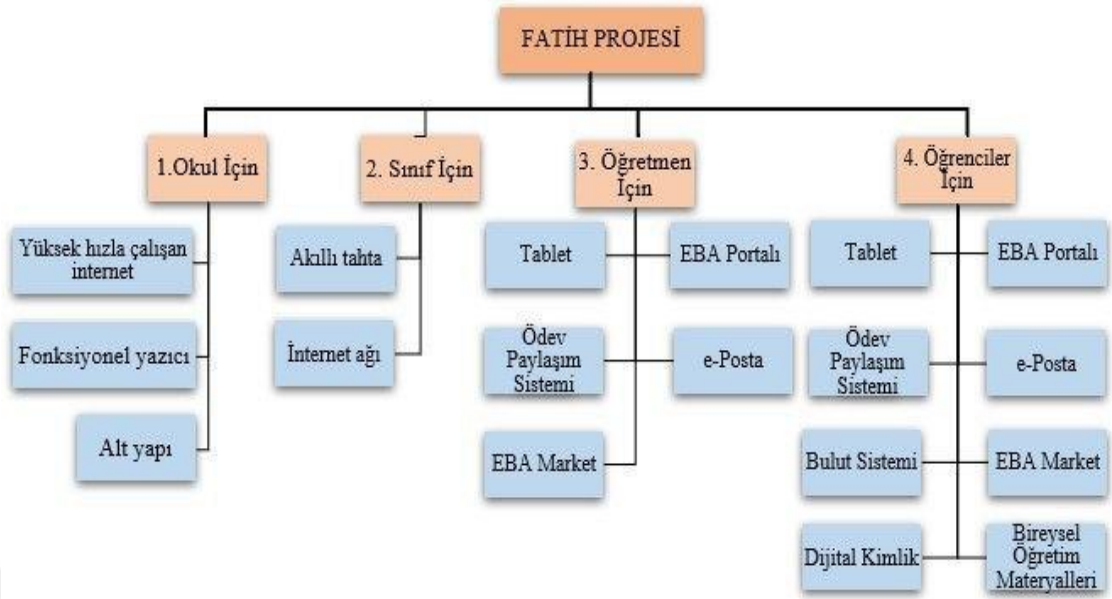 FATİH PROJESİ
1.Okul İçin
Yüksek hızla çalışan
internet
Fonksiyonel yazıcı
Alt yapı
2. Sınıf İçin
Akıllı tahta
İnternet ağı
3. Öğretmen
İçin
Tablet
EBA Portalı
Ödev
Paylaşım
Sistemi
e-Posta
EBA Market
4. Öğrenciler
İçin
Tablet
EBA Portalı
Ödev
Paylaşım
Sistemi
e-Posta
Bulut Sistemi
EBA Market
Dijital Kimlik
Bireysel
Öğretim
Materyalleri